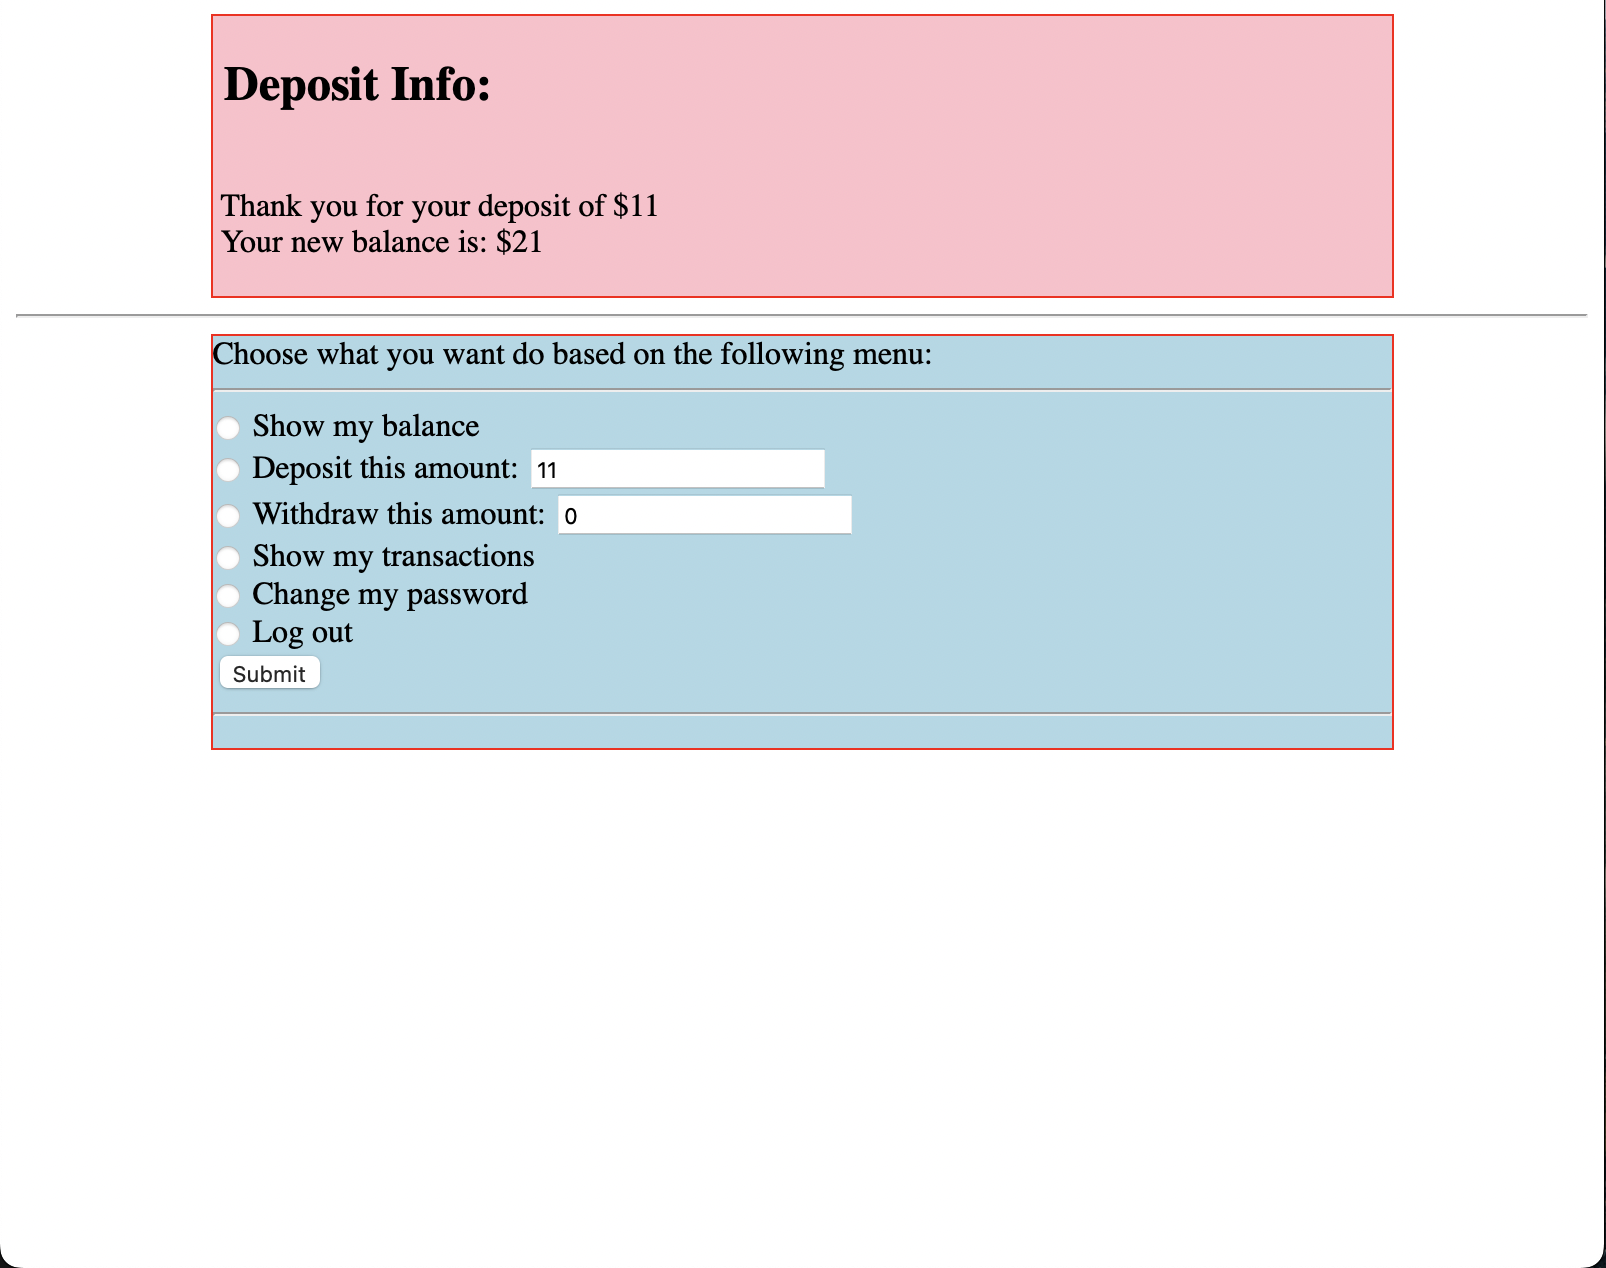 Deposit Info:
Thank you for your deposit of $11
Your new balance is: $21
Choose what you want do based on the following menu:
Show my balance
Deposit this amount: 11
Withdraw this amount: 0
Show my transactions
Change my password
Log out
Submit